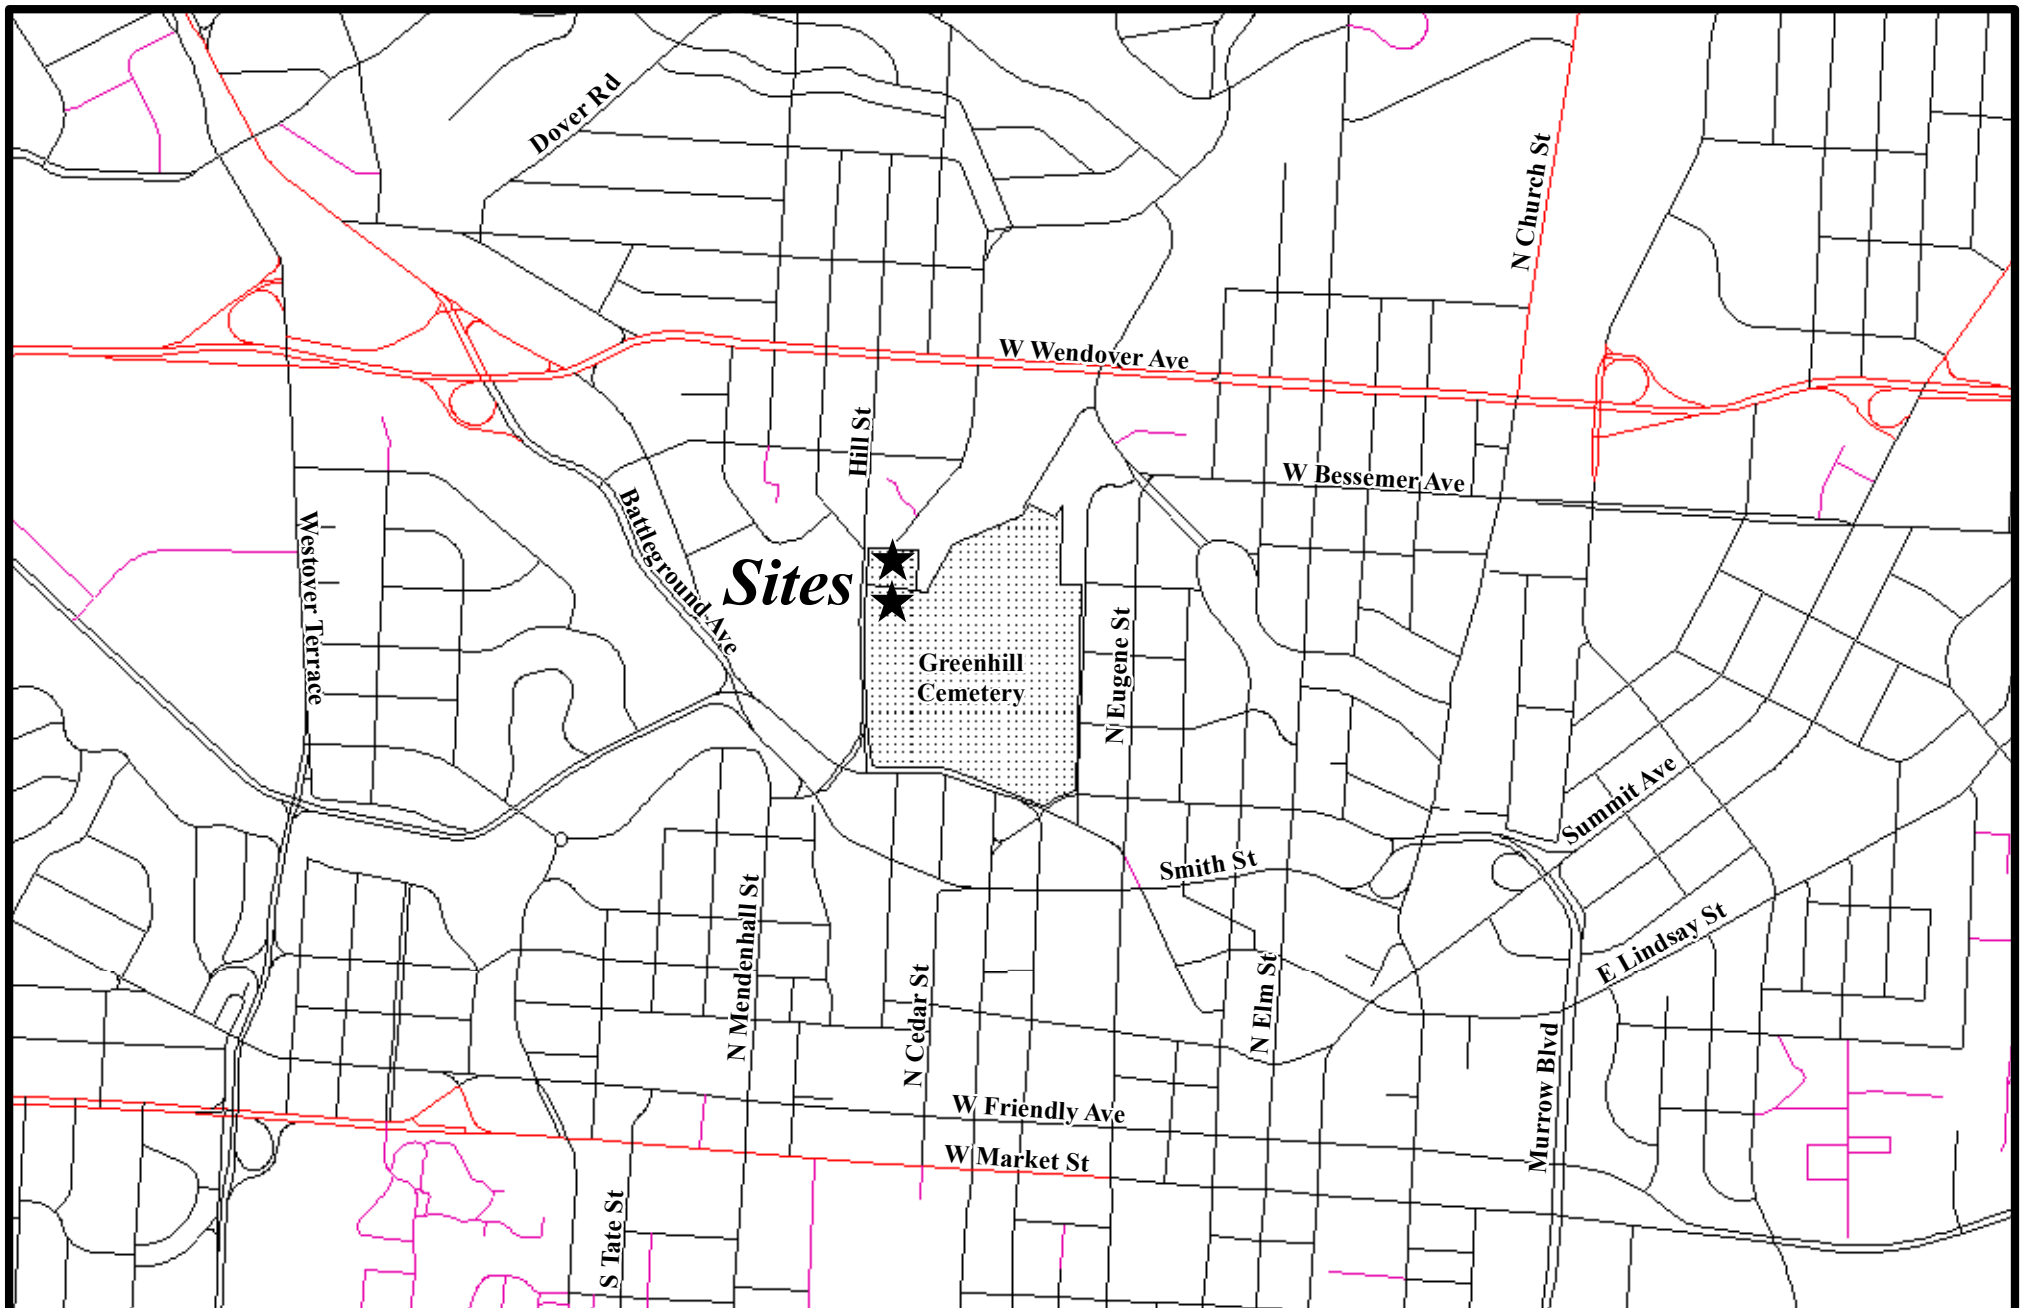 Dover Rd
N Church St
W Wendover Ave
Hill St
W Bessemer Ave
Battleground Ave
Westover Terrace
Sites
Greenhill
Cemetery
N Eugene St
Summit Ave
Smith St
N Mendenhall St
E Lindsay St
N Cedar St
N Elm St
Murrow Blvd
W Friendly Ave
W Market St
S Tate St